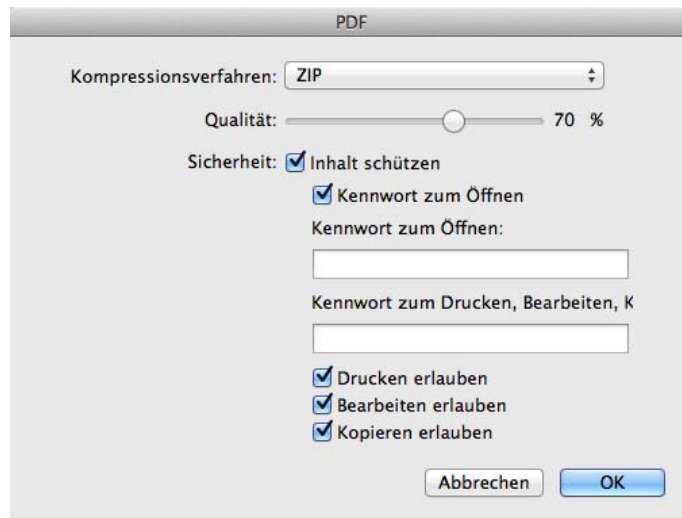 PDF
Kompressionsverfahren: ZIP
Qualität: 70 %
Sicherheit: Inhalt schützen
Kennwort zum Öffnen
Kennwort zum Öffnen:
Kennwort zum Drucken, Bearbeiten, K
Drucken erlauben
Bearbeiten erlauben
Kopieren erlauben
Abbrechen OK